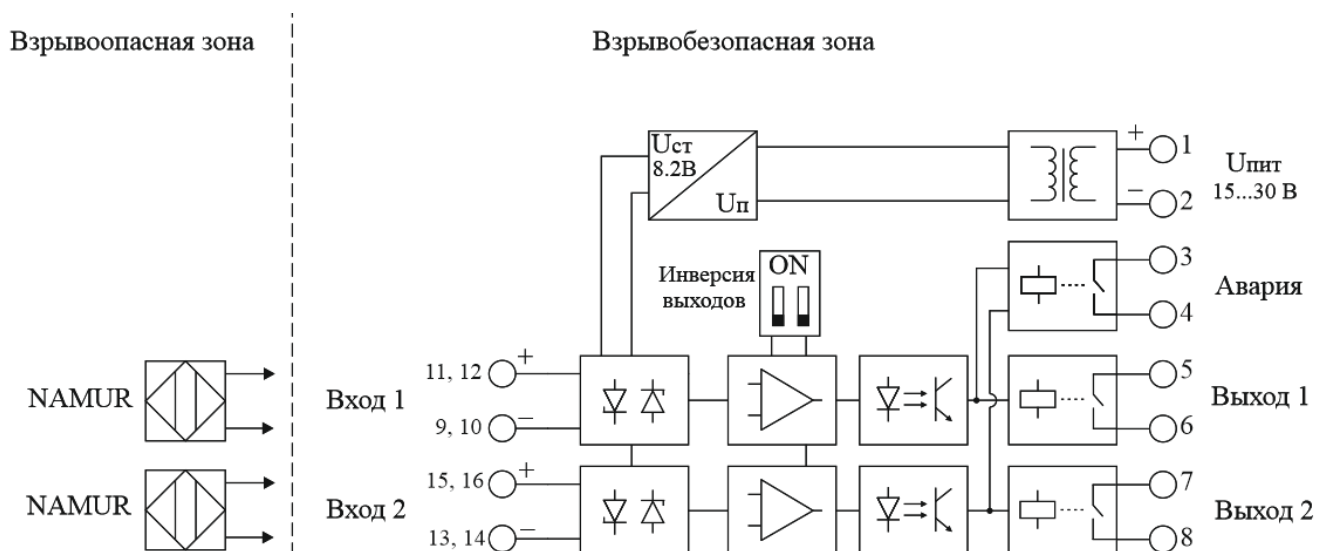 Взрывоопасная зона
Взрывобезопасная зона
Uст
8.2В
Uп
+
1
−
2
Uпит
15...30 В
Инверсия
выходов
ON
3
4
Авария
NAMUR
Вход 1
11, 12
+
9, 10
−
5
6
Выход 1
NAMUR
Вход 2
15, 16
+
13, 14
−
7
8
Выход 2